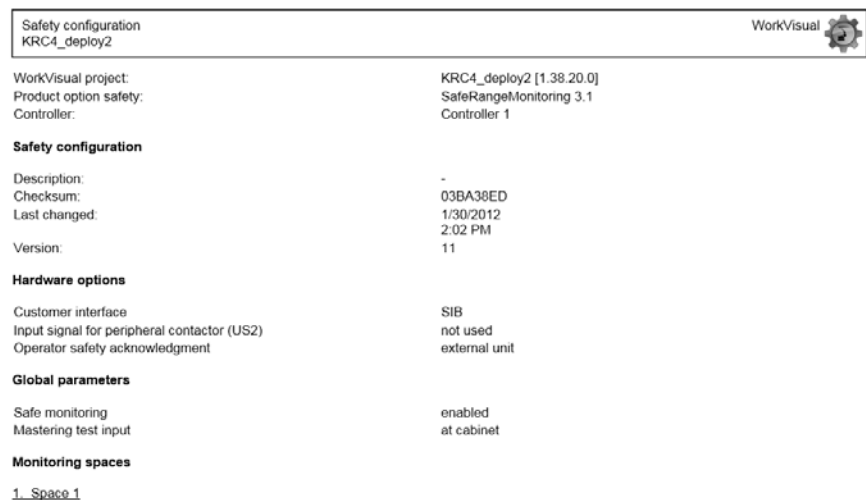 Safety configuration
WorkVisual
KRC4_deploy2
WorkVisual project: KRC4_deploy2 [1.38.20.0]
Product option safety: SafeRangeMonitoring 3.1
Controller: Controller 1
Safety configuration
Description: -
Checksum: 03BA38ED
Last changed: 1/30/2012
2:02 PM
Version: 11
Hardware options
Customer interface SIB
Input signal for peripheral contactor (US2) not used
Operator safety acknowledgment external unit
Global parameters
Safe monitoring enabled
Mastering test input at cabinet
Monitoring spaces
1. Space 1